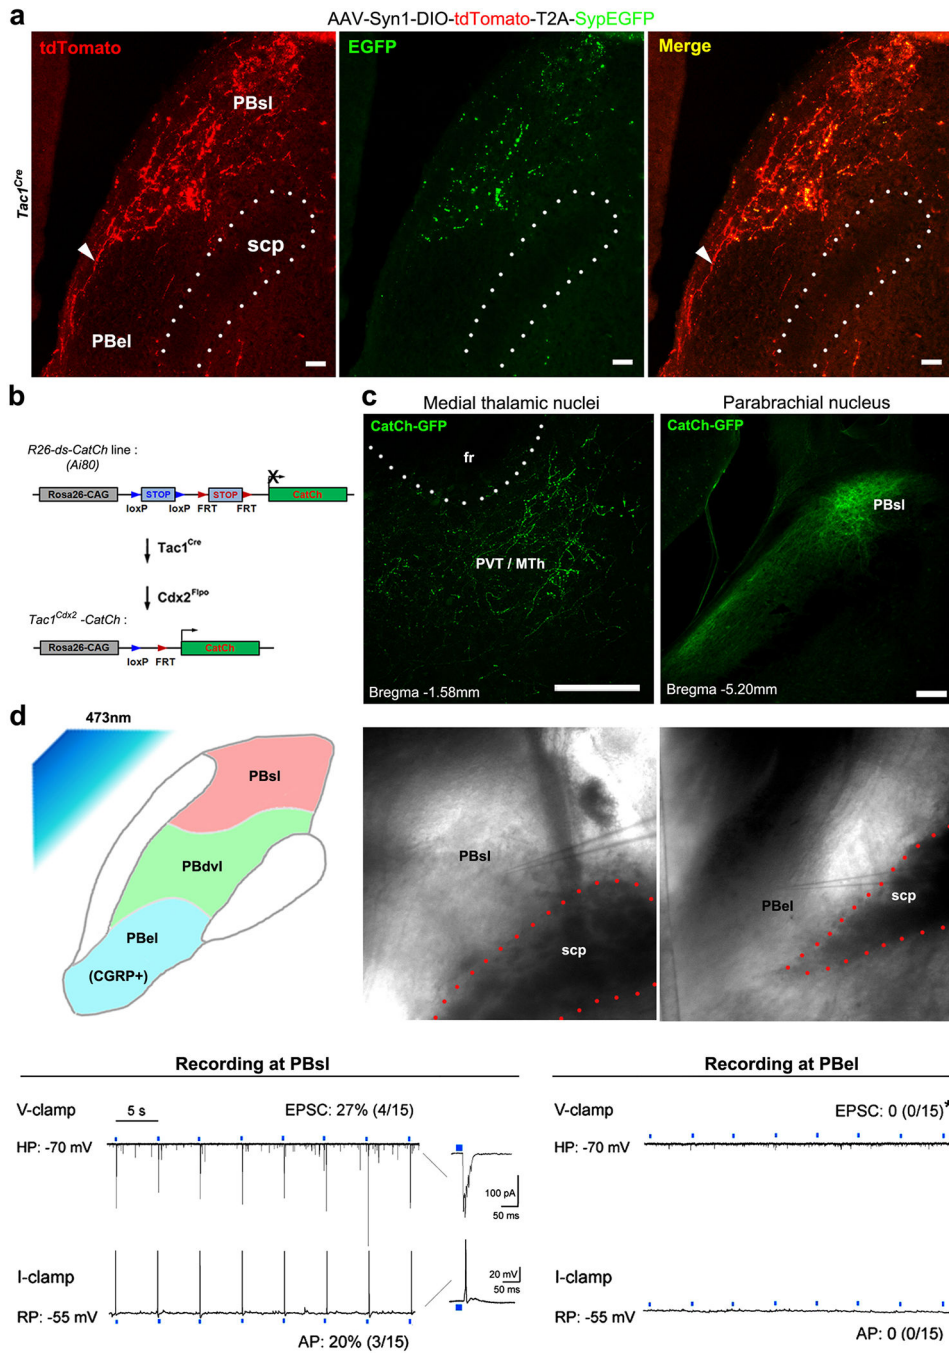 a
AAV-Syn1-DIO-tdTomato-T2A-SypEGFP
tdTomato
EGFP
Merge
Tac1Cre
PBsl
scp
PBel
b
R26-ds-CatCh line :
(Ai80)
Rosa26-CAG
STOP
STOP
X
CatCh
loxP
loxP
FRT
FRT
Tac1Cre
Cdx2Flpo
Tac1Cdx2 -CatCh :
Rosa26-CAG
CatCh
loxP
FRT
c
Medial thalamic nuclei
Parabrachial nucleus
CatCh-GFP
fr
PVT / MTh
Bregma -1.58mm
CatCh-GFP
PBsl
Bregma -5.20mm
d
473nm
PBsl
PBdvl
PBel
(CGRP+)
PBsl
scp
PBel
scp
Recording at PBsl
V-clamp
5 s
EPSC: 27% (4/15)
HP: -70 mV
100 pA
50 ms
I-clamp
20 mV
50 ms
RP: -55 mV
AP: 20% (3/15)
Recording at PBel
V-clamp
EPSC: 0 (0/15)*
HP: -70 mV
I-clamp
RP: -55 mV
AP: 0 (0/15)